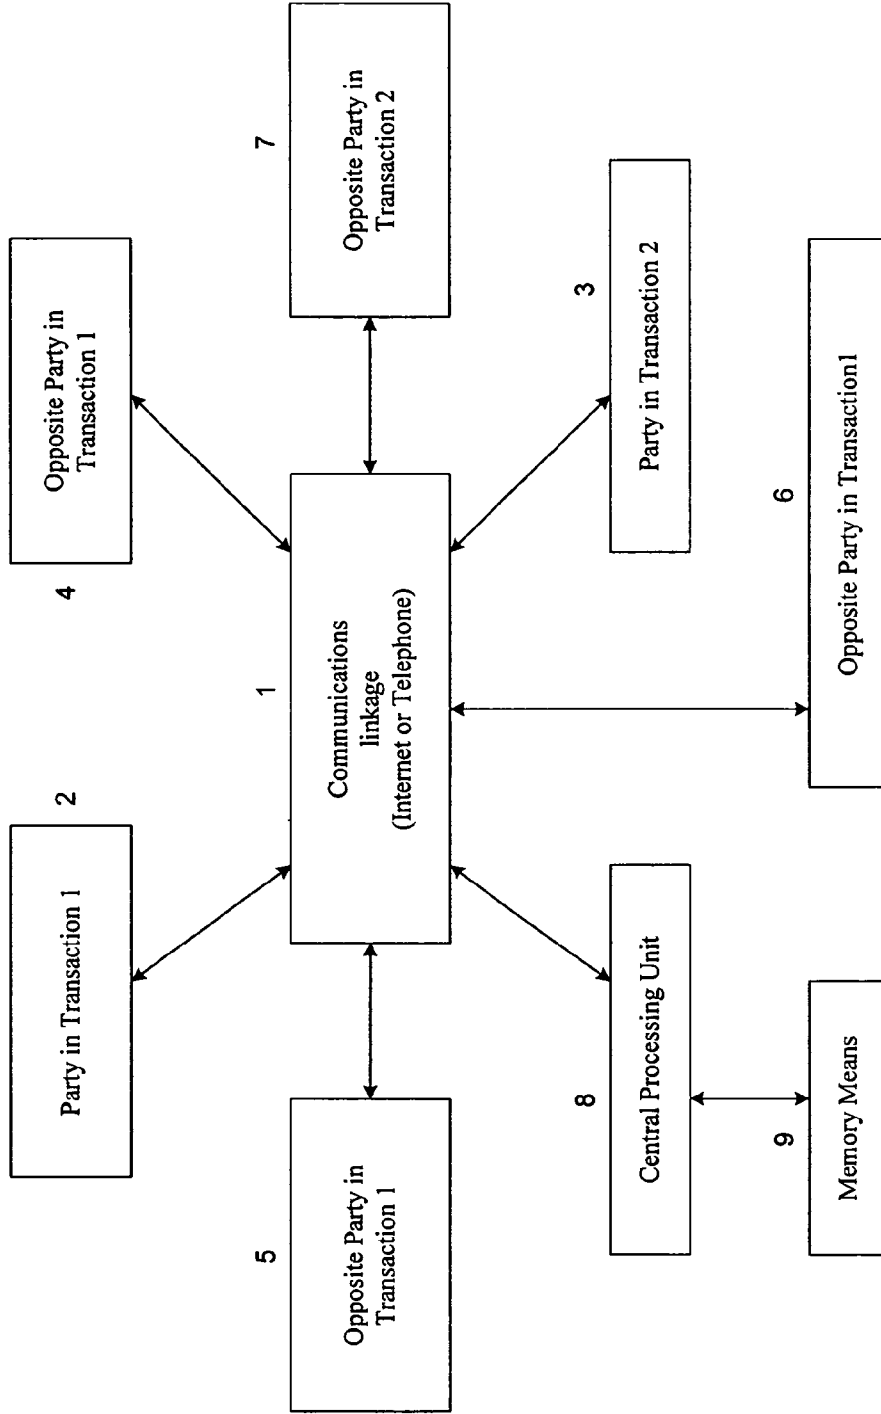 2
Party in Transaction 1
4
Opposite Party in
Transaction 1
5
Opposite Party in
Transaction 1
1
Communications
linkage
(Internet or Telephone)
7
Opposite Party in
Transaction 2
8
Central Processing Unit
3
Party in Transaction 2
9
Memory Means
6
Opposite Party in Transaction1